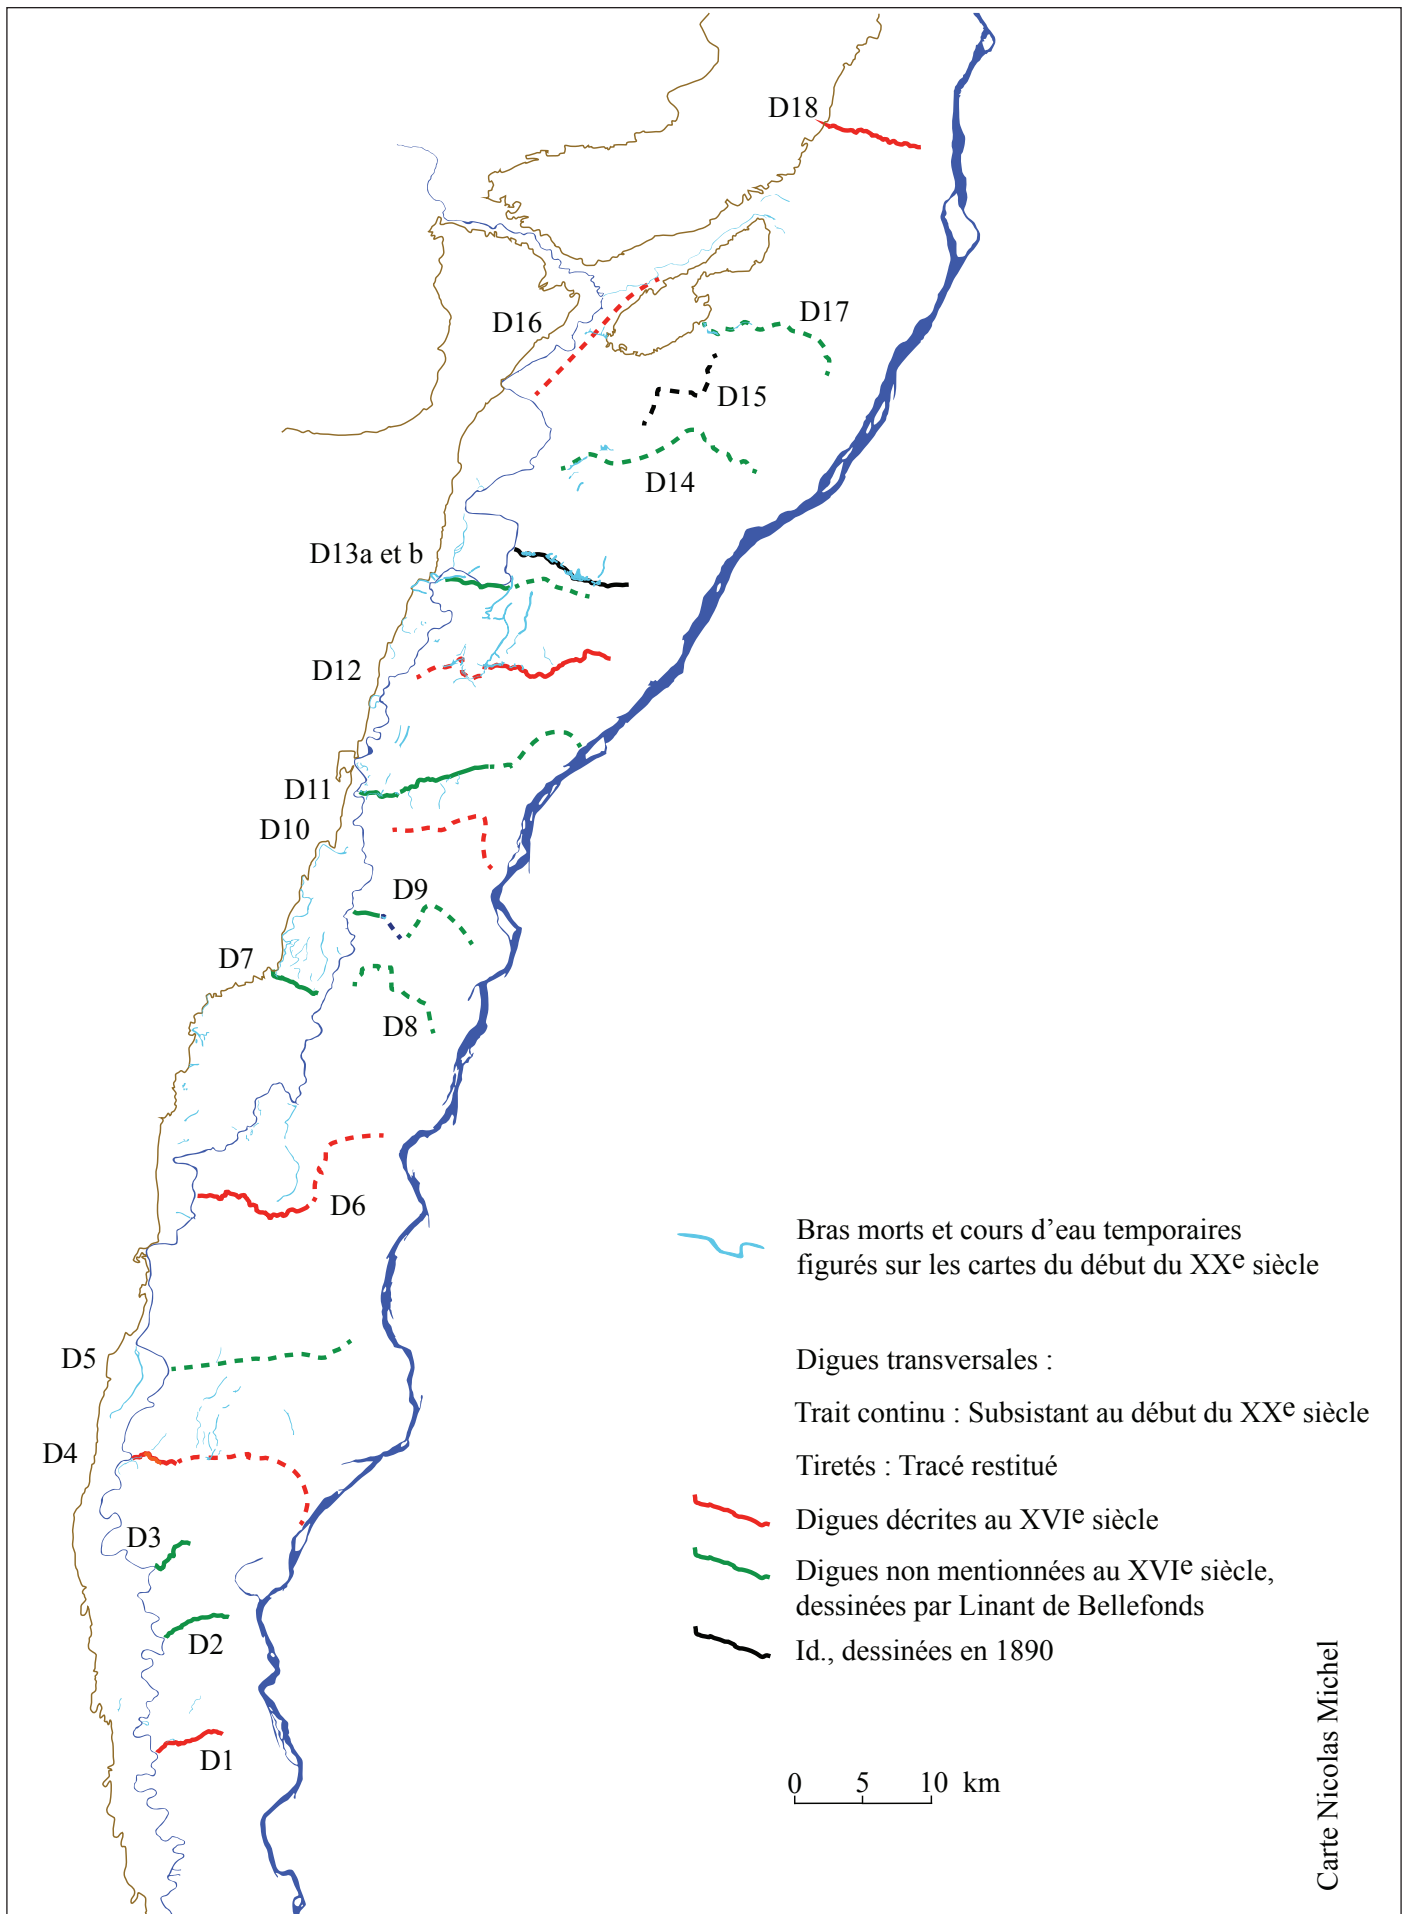 D18
D17
D16
D15
D14
D13a et b
D12
D11
D10
D9
D7
D8
D6
D5
D4
D3
D2
D1
Bras morts et cours d’eau temporaires
figurés sur les cartes du début du XXe siècle
Digues transversales :
Trait continu : Subsistant au début du XXe siècle
Tiretés : Tracé restitué
Digues décrites au XVIe siècle
Digues non mentionnées au XVIe siècle,
dessinées par Linant de Bellefonds
Id., dessinées en 1890
0 5 10 km
Carte Nicolas Michel